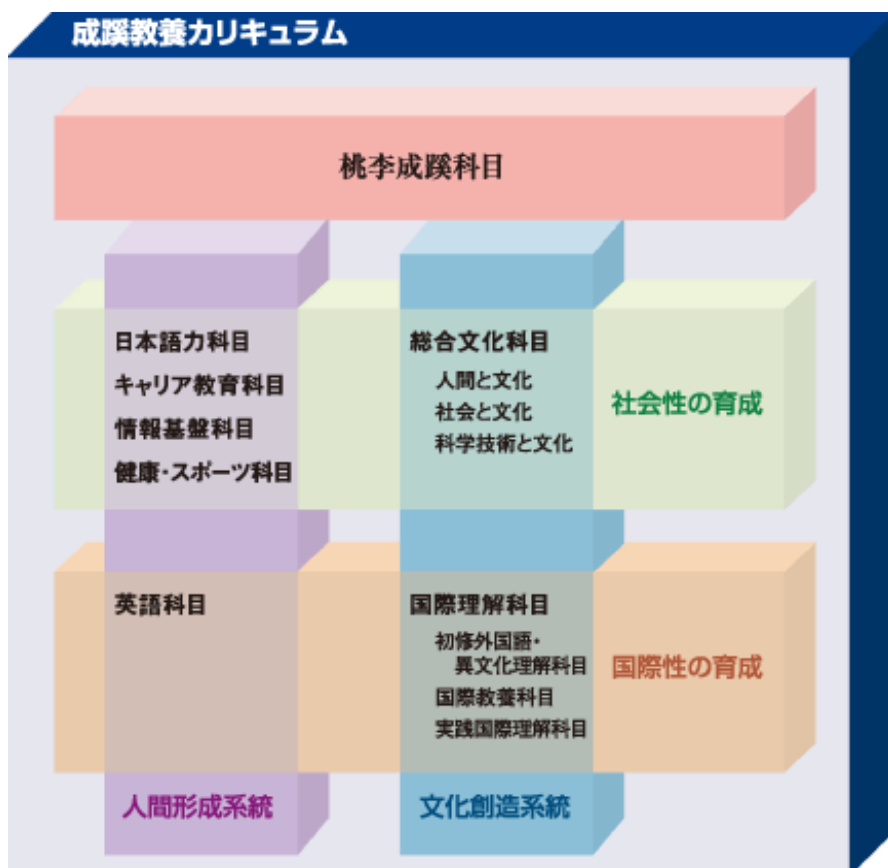 成蹊教養カリキュラム
桃李成蹊科目
日本語力科目
キャリア教育科目
情報基盤科目
健康・スポーツ科目
総合文化科目
人間と文化
社会と文化
科学技術と文化
社会性の育成
英語科目
国際理解科目
初修外国語・
異文化理解科目
国際教養科目
実践国際理解科目
国際性の育成
人間形成系統
文化創造系統